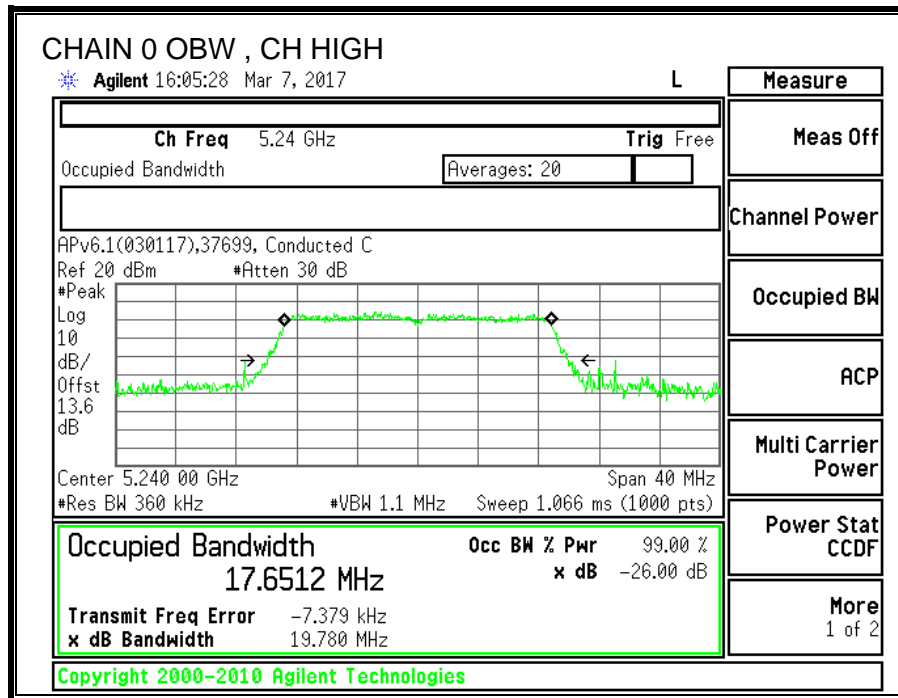 CHAIN 0 OBW , CH HIGH
Agilent 16:05:28 Mar 7, 2017 L
Measure
Ch Freq 5.24 GHz Trig Free
Meas Off
Occupied Bandwidth Averages: 20
Channel Power
APv6.1(030117),37699, Conducted C
Ref 20 dBm #Atten 30 dB
#Peak
Log
10
dB/
Offst
13.6
dB
Occupied BW
ACP
Multi Carrier
Power
Center 5.240 00 GHz Span 40 MHz
#Res BW 360 kHz #VBW 1.1 MHz Sweep 1.066 ms (1000 pts)
Power Stat
CCDF
Occupied Bandwidth Occ BW % Pwr 99.00 %
17.6512 MHz x dB -26.00 dB
Transmit Freq Error -7.379 kHz
x dB Bandwidth 19.780 MHz
More
1 of 2
Copyright 2000-2010 Agilent Technologies